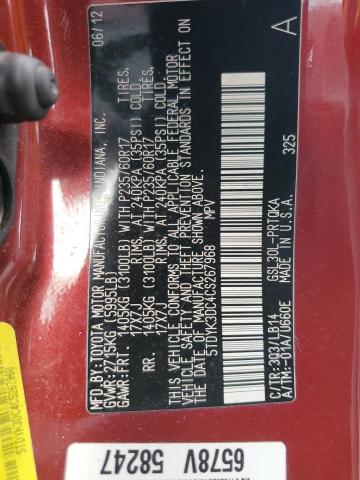 MFD.BY: TOYOTA MOTOR MANUFACTURING, INDIANA, INC. 06/12
GVWR: 2715KG (5995LB)
GAWR: FRT. 1405KG (3100LB) WITH P235/60R17 TIRES,
17X7J RIMS, AT 240KPA (35PSI) COLD.
RR. 1405KG (3100LB) WITH P235/60R17 TIRES,
17X7J RIMS, AT 240KPA (35PSI) COLD.
THIS VEHICLE CONFORMS TO ALL APPLICABLE FEDERAL MOTOR
VEHICLE SAFETY AND THEFT PREVENTION STANDARDS IN EFFECT
ON THE DATE OF MANUFACTURE SHOWN ABOVE.
5TDYK3DC4CS267968 MPV
A
325
C/TR: 3Q3/LB14 GSL30L-PRTQKA
A/TM: -01A/U660E MADE IN U.S.A.
5TDYK3DC4CS267968
6578V
58247